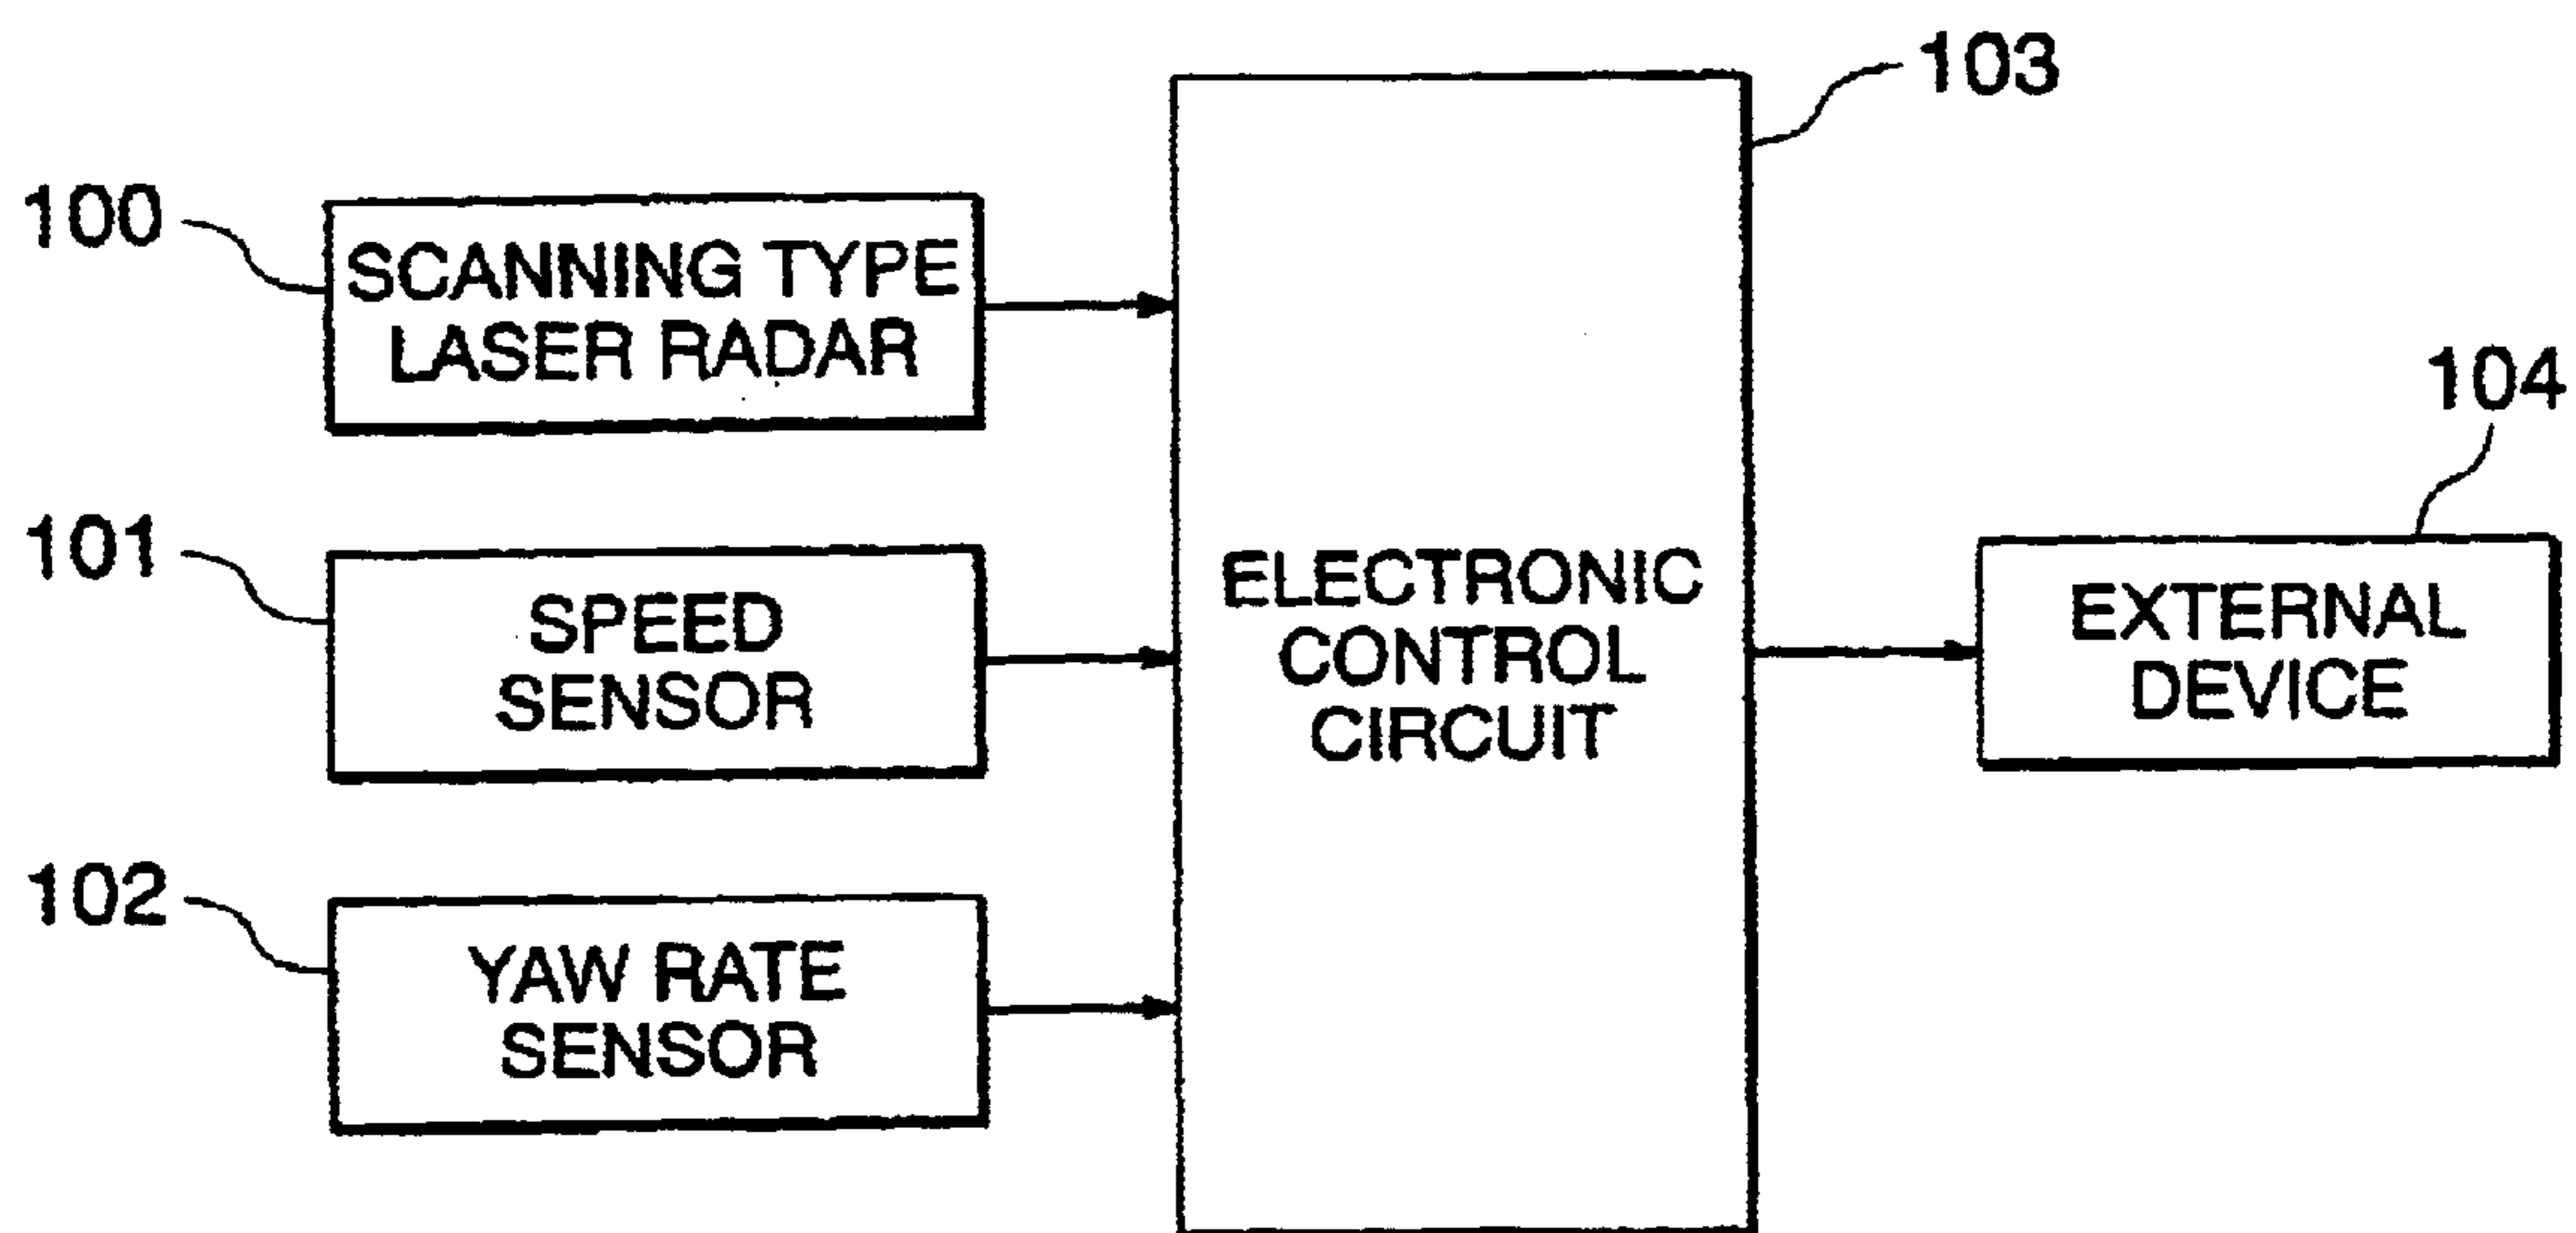 103
100
SCANNING TYPE
LASER RADAR
104
101
SPEED
SENSOR
ELECTRONIC
CONTROL
CIRCUIT
EXTERNAL
DEVICE
102
YAW RATE
SENSOR